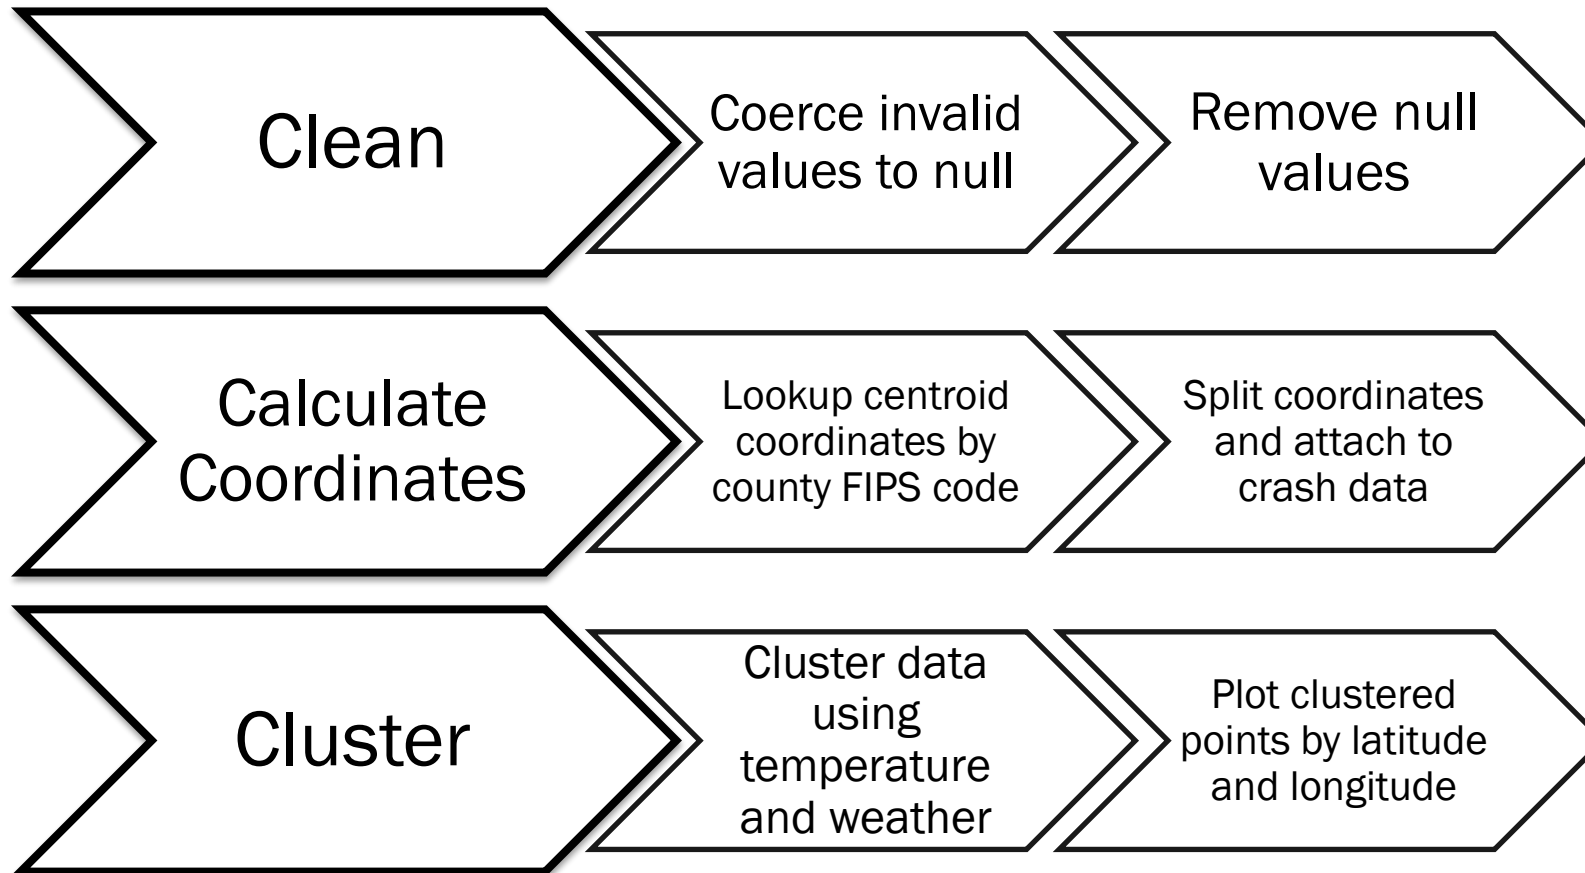 Clean
Coerce invalid
values to null
Remove null
values
Calculate
Coordinates
Lookup centroid
coordinates by
county FIPS code
Split coordinates
and attach to
crash data
Cluster
Cluster data
using
temperature
and weather
Plot clustered
points by latitude
and longitude